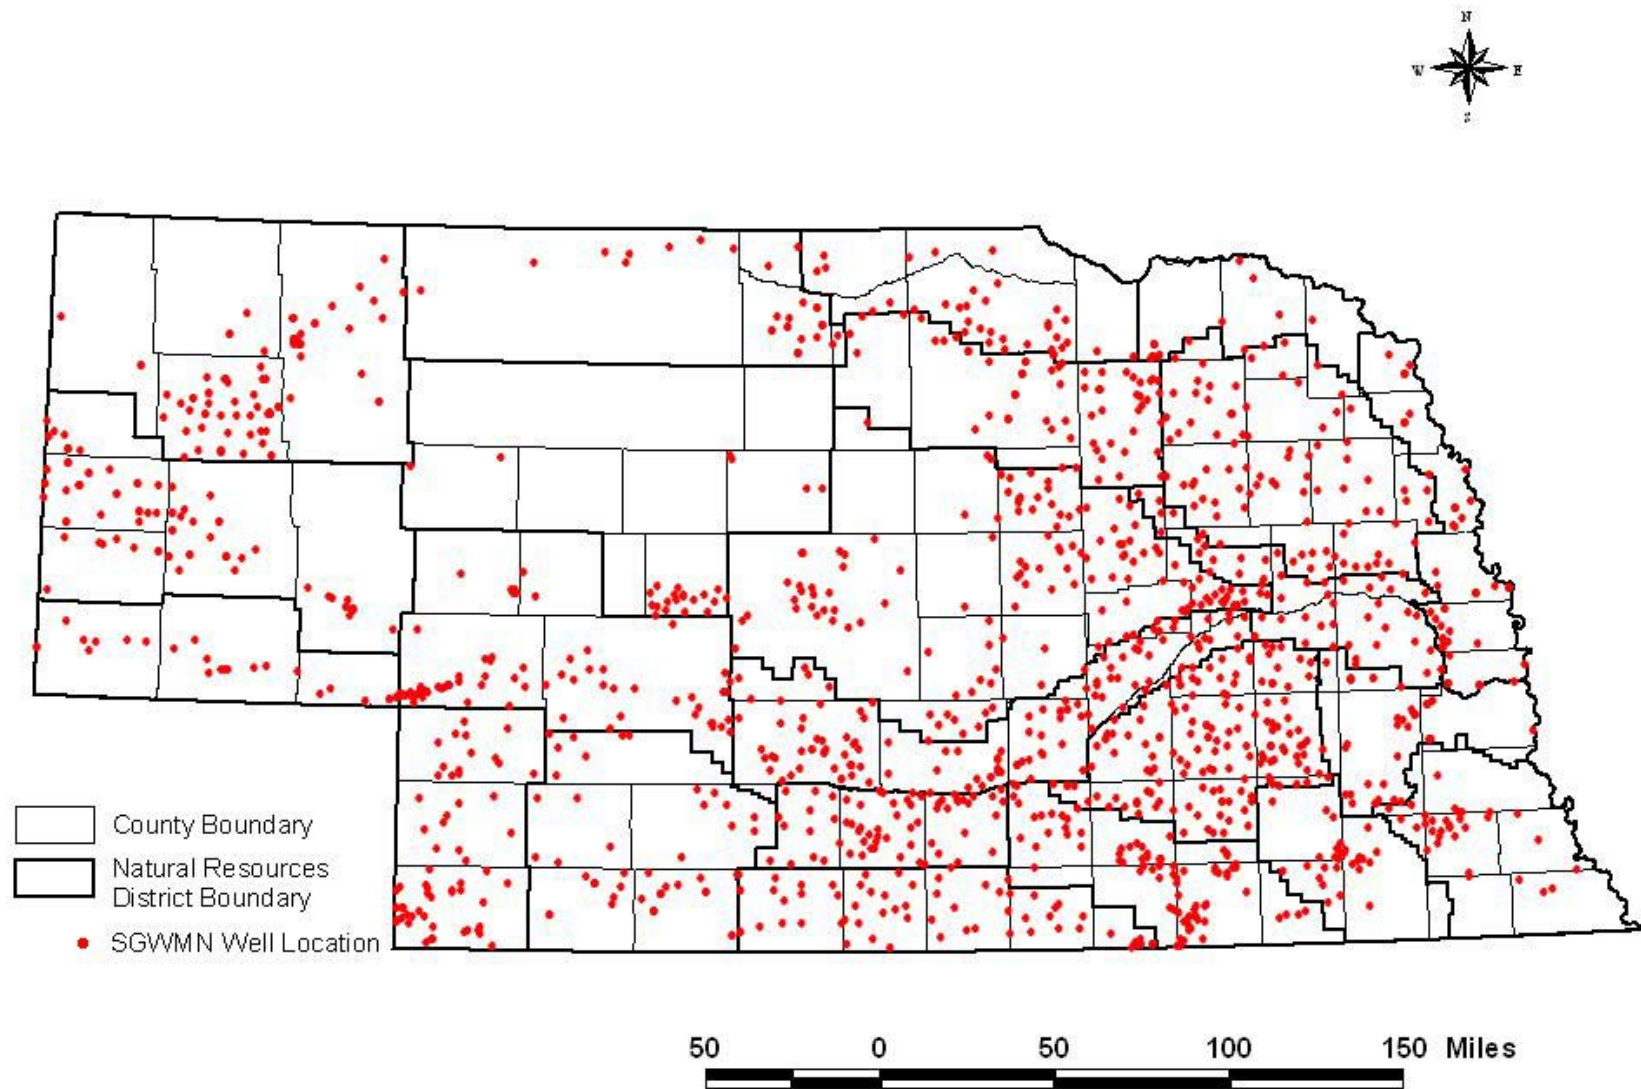 N
W E
S
County Boundary
Natural Resources
District Boundary
SGWMN Well Location
50 0 50 100 150 Miles